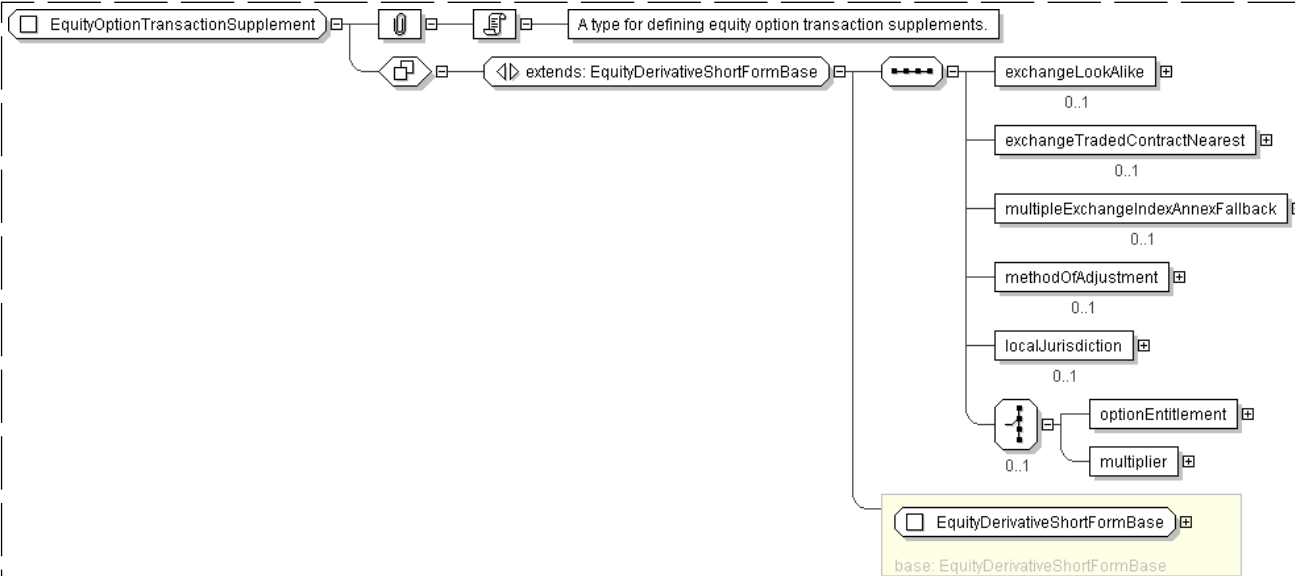 EquityOptionTransactionSupplement
A type for defining equity option transaction supplements.
extends: EquityDerivativeShortFormBase
exchangeLookAlike
0..1
exchangeTradedContractNearest
0..1
multipleExchangeIndexAnnexFallback
0..1
methodOfAdjustment
0..1
localJurisdiction
0..1
optionEntitlement
0..1
multiplier
EquityDerivativeShortFormBase
base: EquityDerivativeShortFormBase